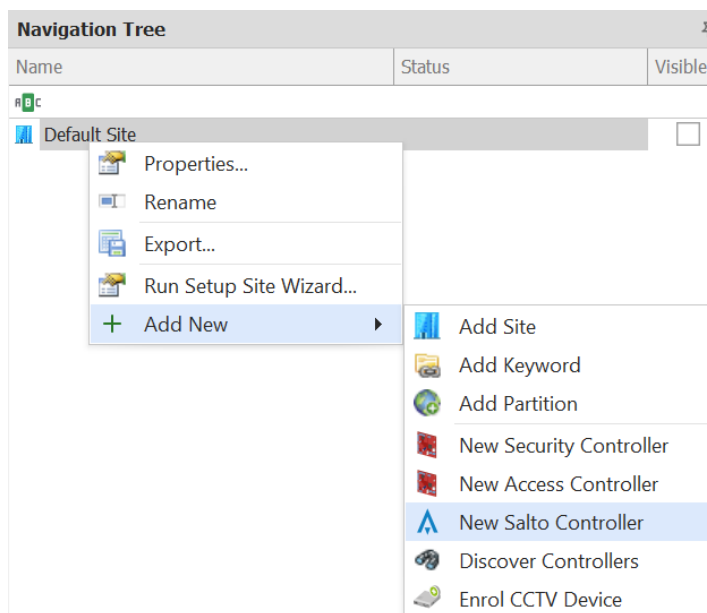 Navigation Tree
Name Status Visible
ABC
Default Site
Properties...
Rename
Export...
Run Setup Site Wizard...
Add New
Add Site
Add Keyword
Add Partition
New Security Controller
New Access Controller
New Salto Controller
Discover Controllers
Enrol CCTV Device